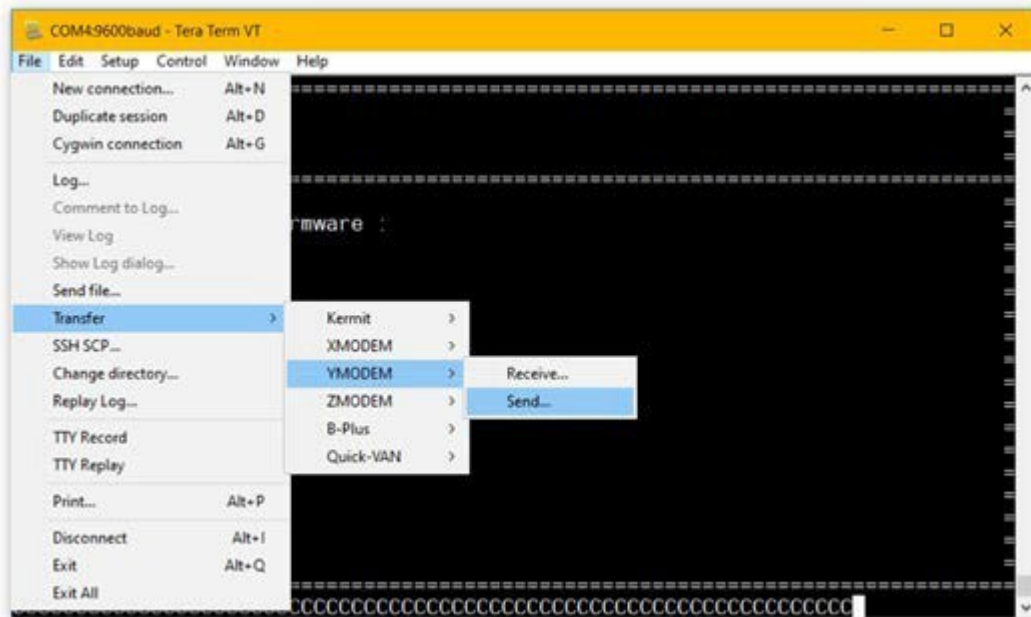 COM4:9600baud - Tera Term VT
File Edit Setup Control Window Help
New connection... Alt+N
Duplicate session Alt+D
Cygwin connection Alt+G
Log...
Comment to Log...
View Log
Show Log dialog...
Send file...
Transfer >
SSH SCP...
Change directory...
Replay Log...
TTY Record
TTY Replay
Print... Alt+P
Disconnect Alt+I
Exit Alt+Q
Exit All
Kermit >
XMODEM >
YMODEM >
ZMODEM >
B-Plus >
Quick-VAN >
Receive...
Send...
rmware :